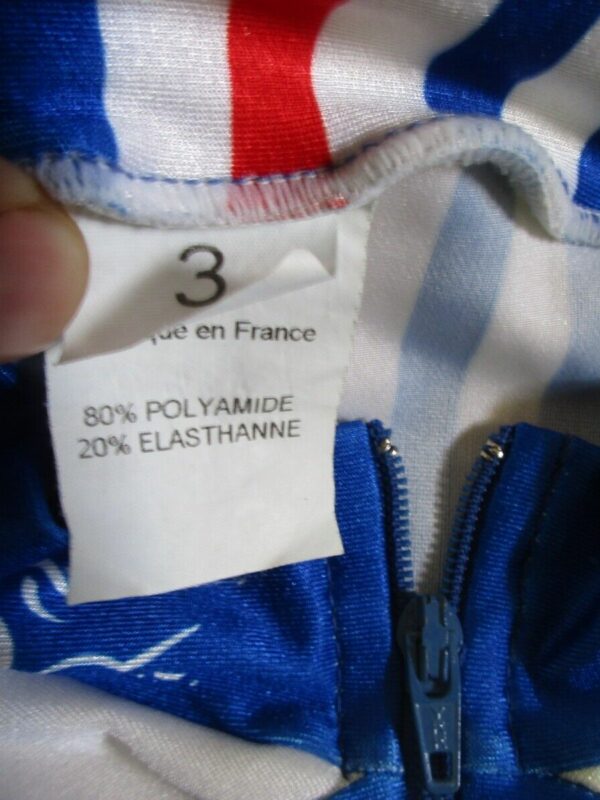 3
que en France
80% POLYAMIDE
20% ELASTHANNE